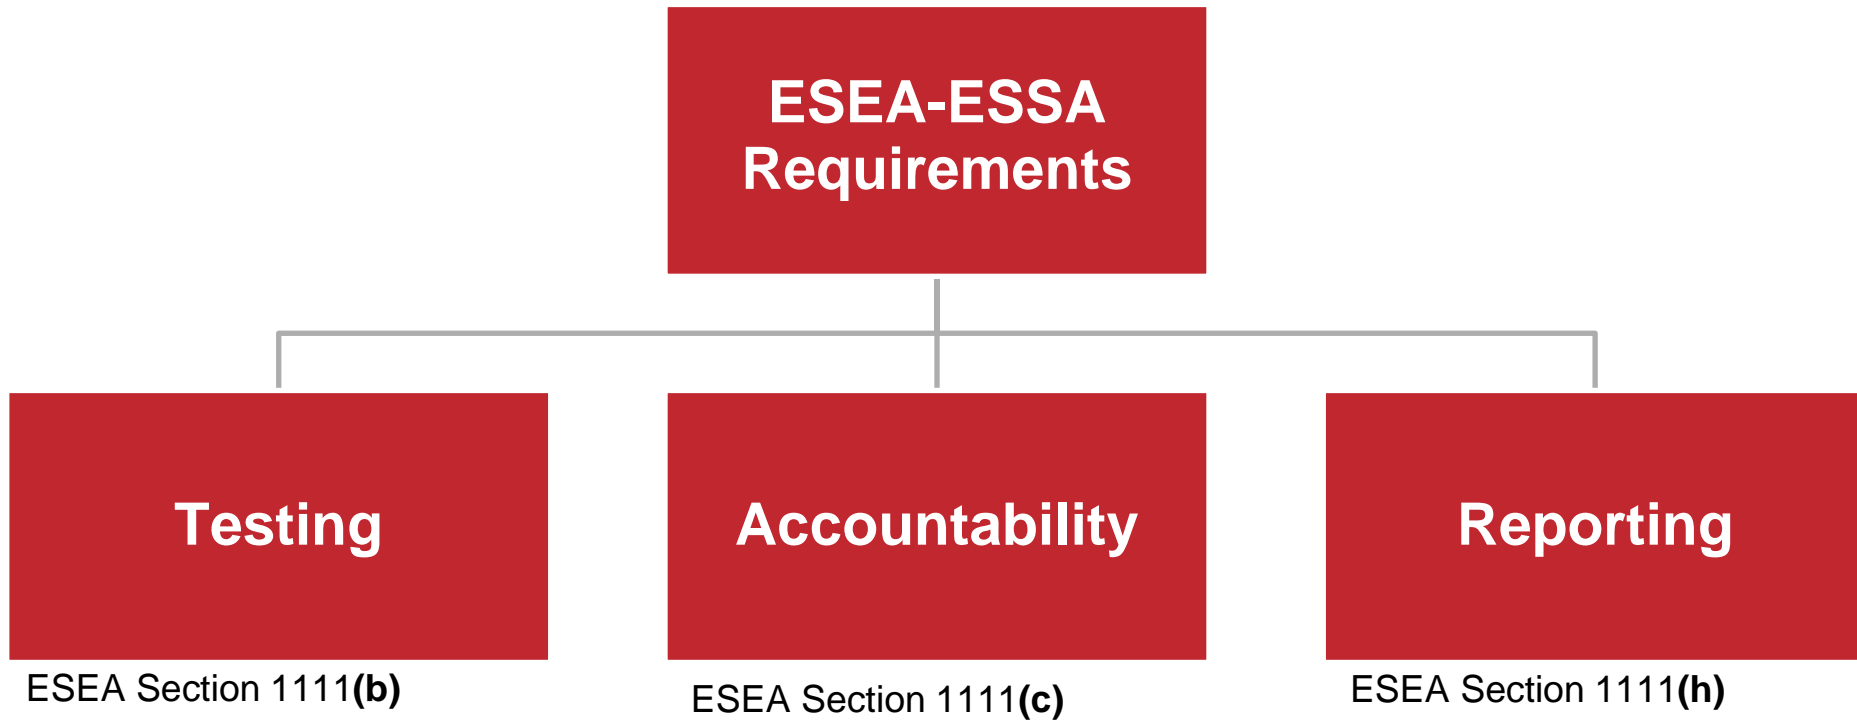 ESEA-ESSA
Requirements
Testing
Accountability
Reporting
ESEA Section 1111(b)
ESEA Section 1111(c)
ESEA Section 1111(h)